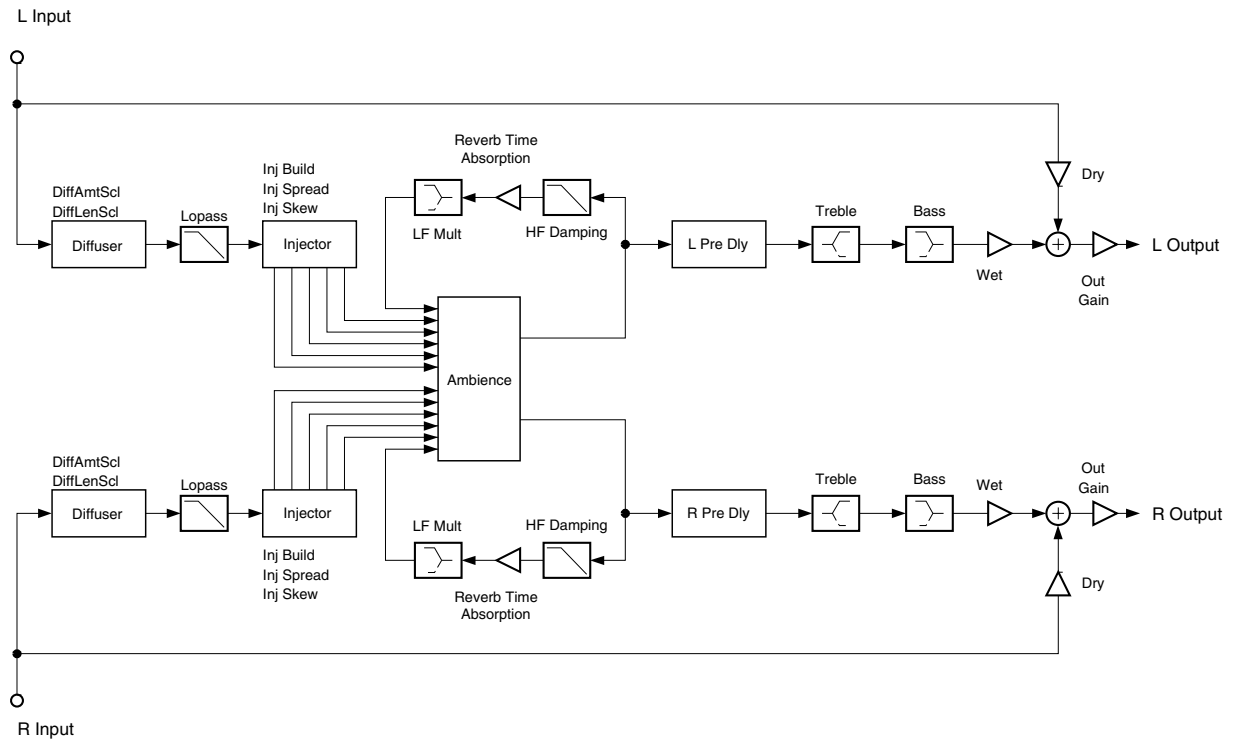 L Input
Reverb Time
Absorption
Inj Build
Inj Spread
Inj Skew
DiffAmtScl
DiffLenScl
Lopass
Diffuser
Injector
LF Mult
HF Damping
L Pre Dly
Treble
Bass
Wet
Dry
Out
Gain
L Output
Ambience
DiffAmtScl
DiffLenScl
Lopass
Diffuser
Injector
Inj Build
Inj Spread
Inj Skew
LF Mult
HF Damping
Reverb Time
Absorption
R Pre Dly
Treble
Bass
Wet
Out
Gain
R Output
Dry
R Input